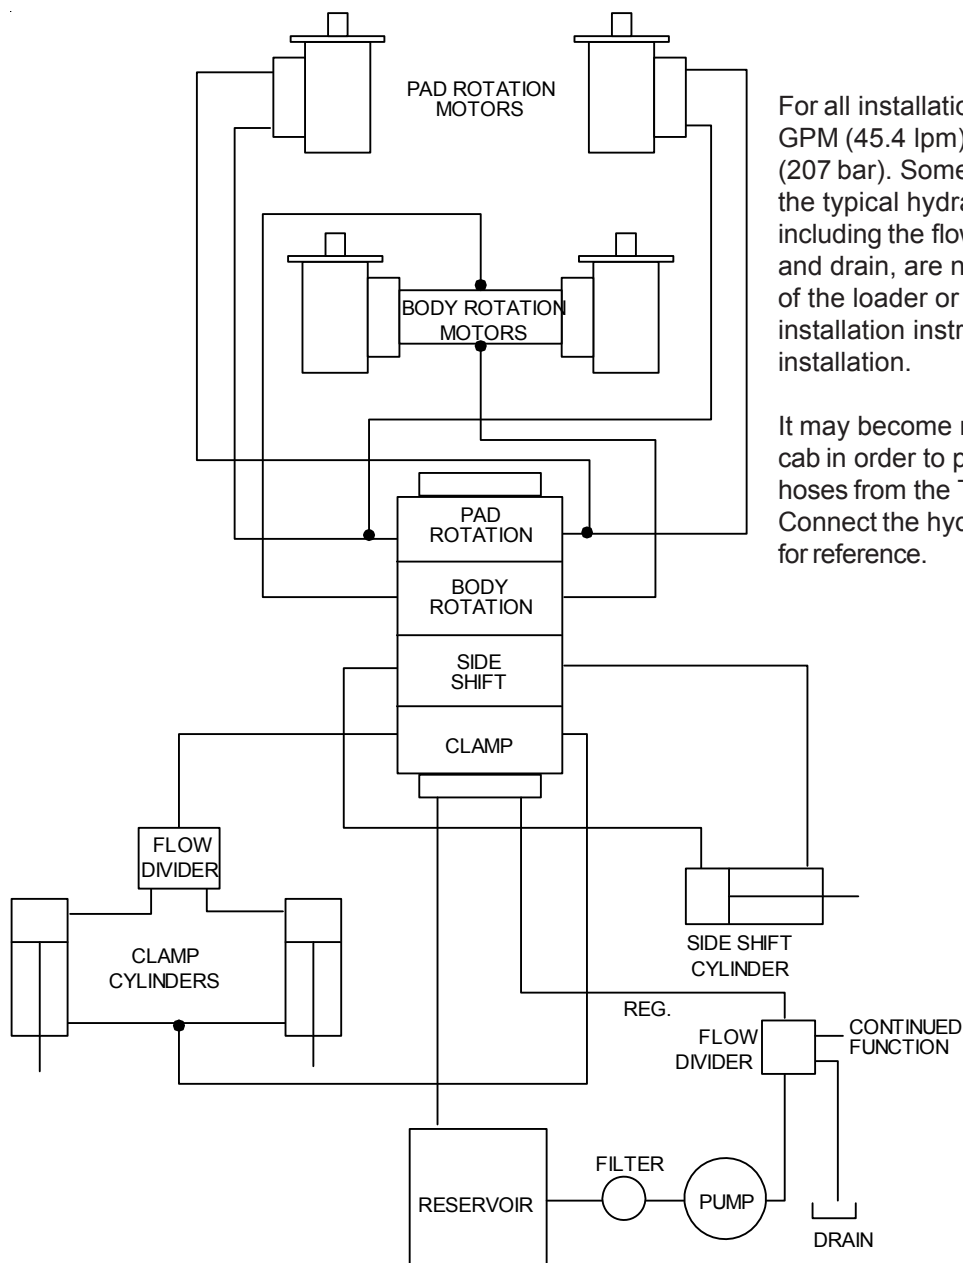 PAD ROTATION
MOTORS
For all installatio
GPM (45.4 lpm)
(207 bar). Some
the typical hydra
including the flow
and drain, are n
of the loader or
installation instr
installation.
BODY ROTATION
MOTORS
It may become n
cab in order to p
hoses from the T
Connect the hyd
for reference.
PAD
ROTATION
BODY
ROTATION
SIDE
SHIFT
CLAMP
FLOW
DIVIDER
CLAMP
CYLINDERS
SIDE SHIFT
CYLINDER
REG.
FLOW
DIVIDER
CONTINUED
FUNCTION
FILTER
RESERVOIR
PUMP
DRAIN